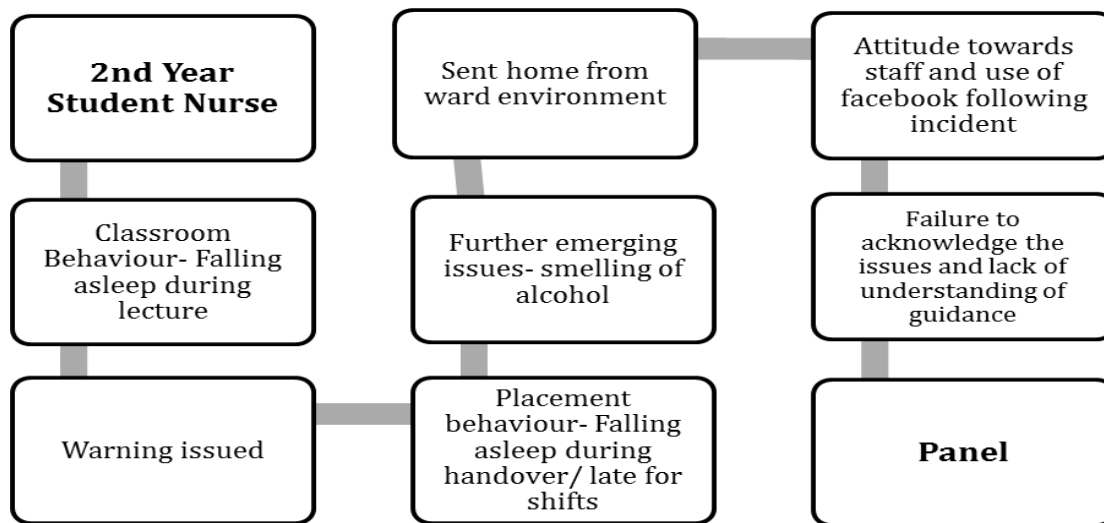 2nd Year
Student Nurse
Classroom
Behaviour- Falling
asleep during
lecture
Warning issued
Placement
behaviour- Falling
asleep during
handover/ late for
shifts
Further emerging
issues- smelling of
alcohol
Sent home from
ward environment
Attitude towards
staff and use of
facebook following
incident
Failure to
acknowledge the
issues and lack of
understanding of
guidance
Panel